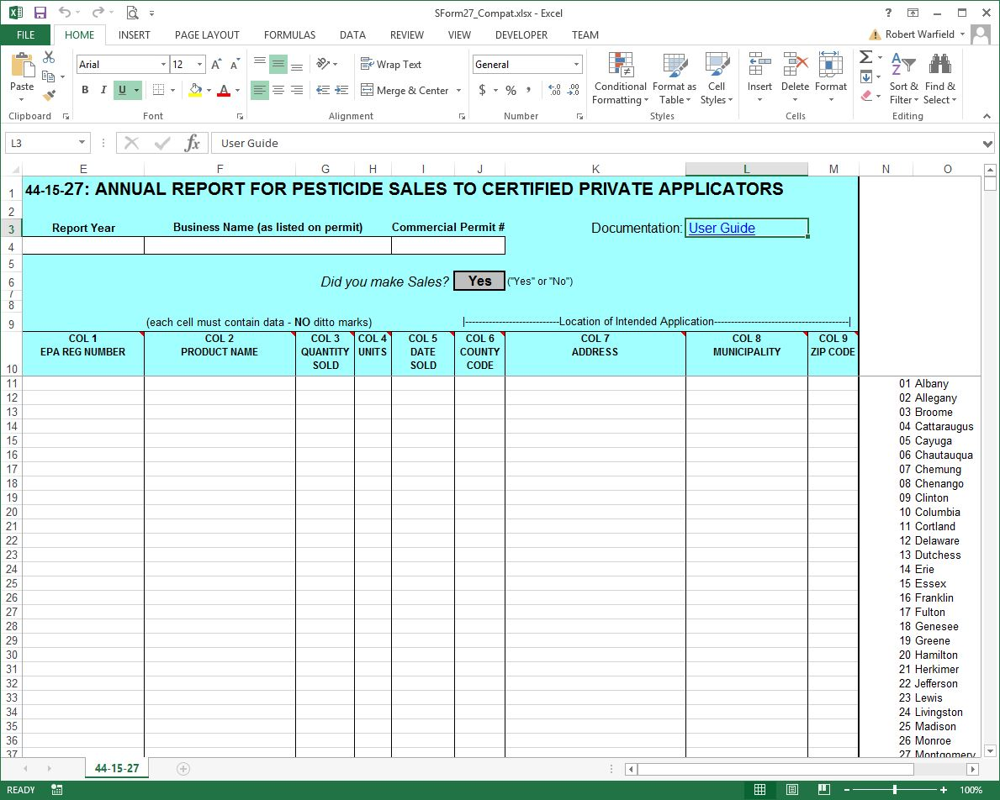 SForm27_Compat.xlsx - Excel
FILE HOME INSERT PAGE LAYOUT FORMULAS DATA REVIEW VIEW DEVELOPER TEAM Robert Warfield
Arial 12 A A Wrap Text General
Paste B I U A Merge & Center $ % , Conditional Formatting Format as Table Cell Styles Insert Delete Format Sort & Filter Find & Select
Clipboard Font Alignment Number Styles Cells Editing
L3 fx User Guide
E F G H I J K L M N O
1 44-15-27: ANNUAL REPORT FOR PESTICIDE SALES TO CERTIFIED PRIVATE APPLICATORS
2
3 Report Year Business Name (as listed on permit) Commercial Permit # Documentation: User Guide
4
5
6 Did you make Sales? Yes ("Yes" or "No")
7
8
9 (each cell must contain data - NO ditto marks) |----------------------------Location of Intended Application----------------------------------------|
COL 1 COL 2 COL 3 COL 4 COL 5 COL 6 COL 7 COL 8 COL 9
EPA REG NUMBER PRODUCT NAME QUANTITY UNITS DATE COUNTY ADDRESS MUNICIPALITY ZIP CODE
10 SOLD SOLD CODE
11 01 Albany
12 02 Allegany
13 03 Broome
14 04 Cattaraugus
15 05 Cayuga
16 06 Chautauqua
17 07 Chemung
18 08 Chenango
19 09 Clinton
20 10 Columbia
21 11 Cortland
22 12 Delaware
23 13 Dutchess
24 14 Erie
25 15 Essex
26 16 Franklin
27 17 Fulton
28 18 Genesee
29 19 Greene
30 20 Hamilton
31 21 Herkimer
32 22 Jefferson
33 23 Lewis
34 24 Livingston
35 25 Madison
36 26 Monroe
37 27 Montgomery
44-15-27
READY 100%